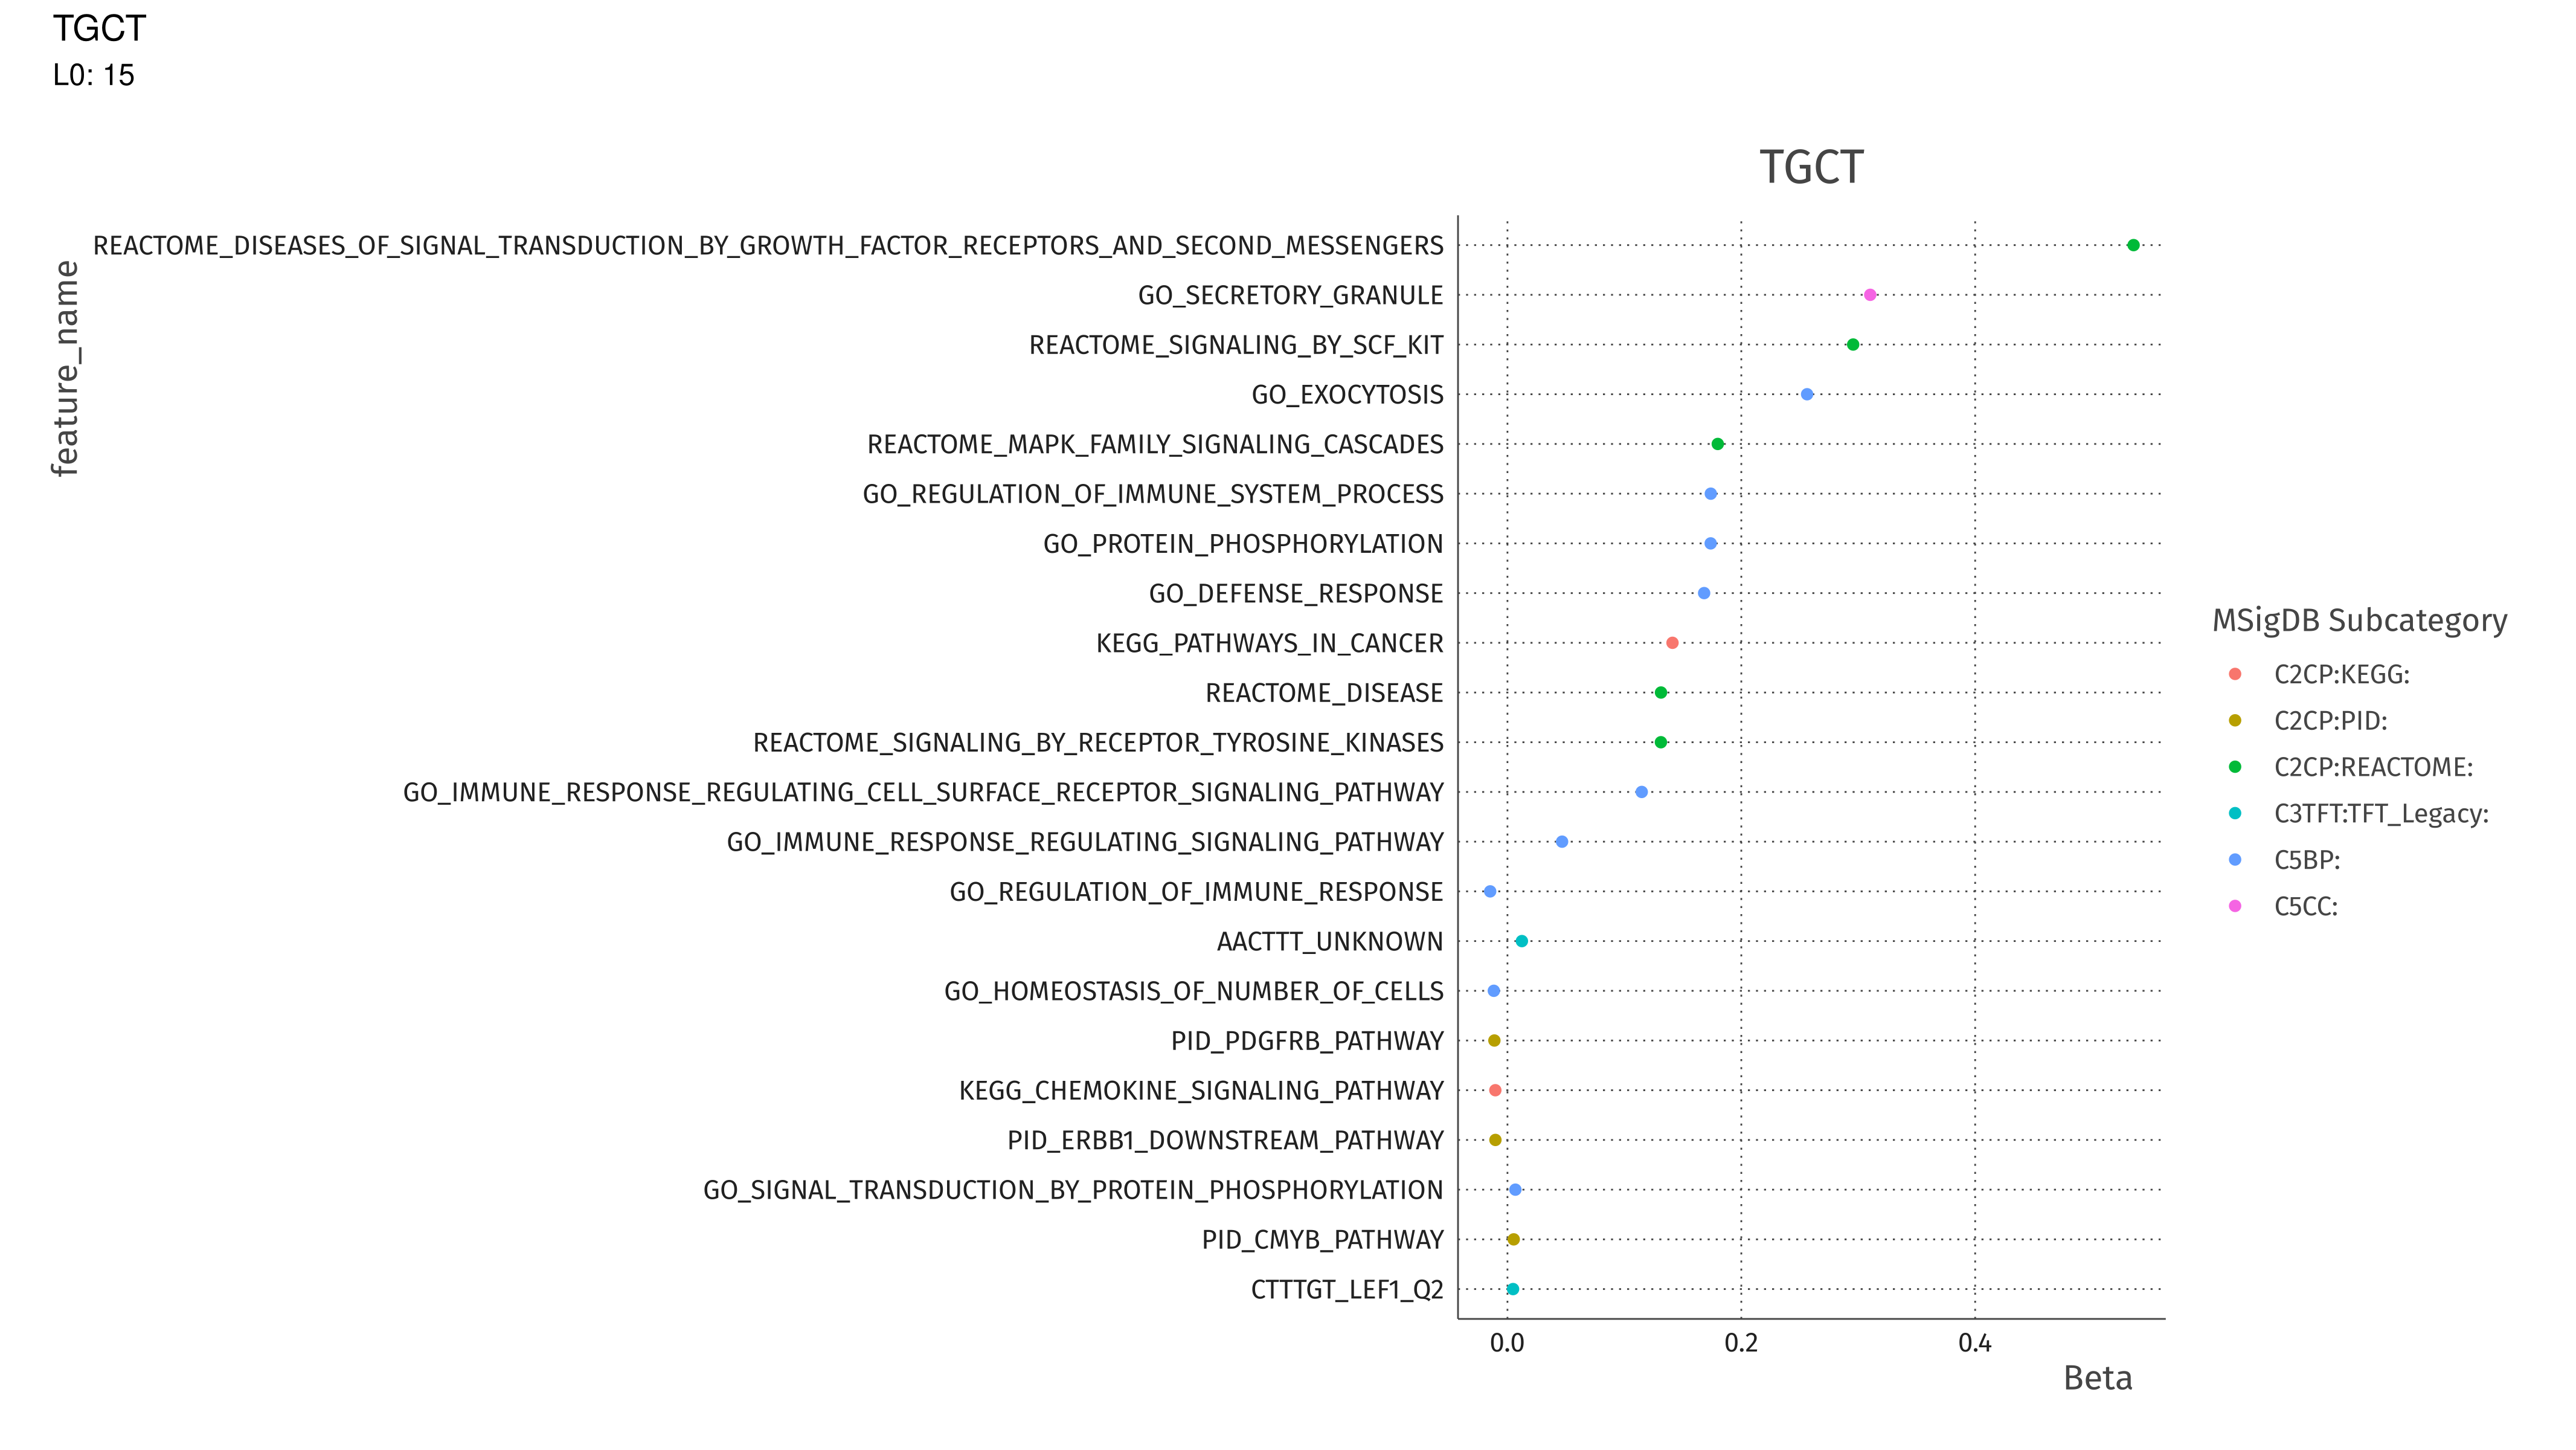 TGCT
L0: 15
TGCT
feature_name
REACTOME_DISEASES_OF_SIGNAL_TRANSDUCTION_BY_GROWTH_FACTOR_RECEPTORS_AND_SECOND_MESSENGERS
GO_SECRETORY_GRANULE
REACTOME_SIGNALING_BY_SCF_KIT
GO_EXOCYTOSIS
REACTOME_MAPK_FAMILY_SIGNALING_CASCADES
GO_REGULATION_OF_IMMUNE_SYSTEM_PROCESS
GO_PROTEIN_PHOSPHORYLATION
GO_DEFENSE_RESPONSE
KEGG_PATHWAYS_IN_CANCER
REACTOME_DISEASE
REACTOME_SIGNALING_BY_RECEPTOR_TYROSINE_KINASES
GO_IMMUNE_RESPONSE_REGULATING_CELL_SURFACE_RECEPTOR_SIGNALING_PATHWAY
GO_IMMUNE_RESPONSE_REGULATING_SIGNALING_PATHWAY
GO_REGULATION_OF_IMMUNE_RESPONSE
AACTTT_UNKNOWN
GO_HOMEOSTASIS_OF_NUMBER_OF_CELLS
PID_PDGFRB_PATHWAY
KEGG_CHEMOKINE_SIGNALING_PATHWAY
PID_ERBB1_DOWNSTREAM_PATHWAY
GO_SIGNAL_TRANSDUCTION_BY_PROTEIN_PHOSPHORYLATION
PID_CMYB_PATHWAY
CTTTGT_LEF1_Q2
0.0 0.2 0.4
Beta
MSigDB Subcategory
C2CP:KEGG:
C2CP:PID:
C2CP:REACTOME:
C3TFT:TFT_Legacy:
C5BP:
C5CC: